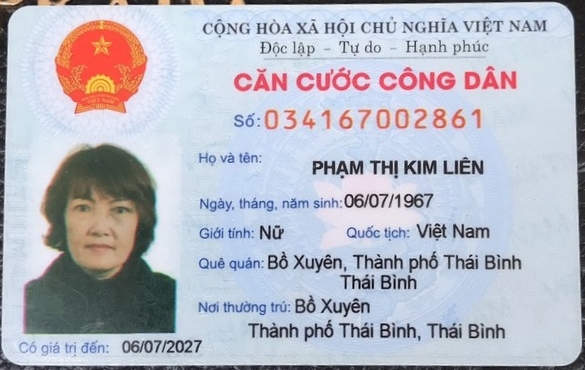 CỘNG HÒA XÃ HỘI CHỦ NGHĨA VIỆT NAM
Độc lập - Tự do - Hạnh phúc
CĂN CƯỚC CÔNG DÂN
Số: 034167002861
Họ và tên: PHẠM THỊ KIM LIÊN
Ngày, tháng, năm sinh: 06/07/1967
Giới tính: Nữ Quốc tịch: Việt Nam
Quê quán: Bồ Xuyên, Thành phố Thái Bình
Thái Bình
Nơi thường trú: Bồ Xuyên
Thành phố Thái Bình, Thái Bình
Có giá trị đến: 06/07/2027